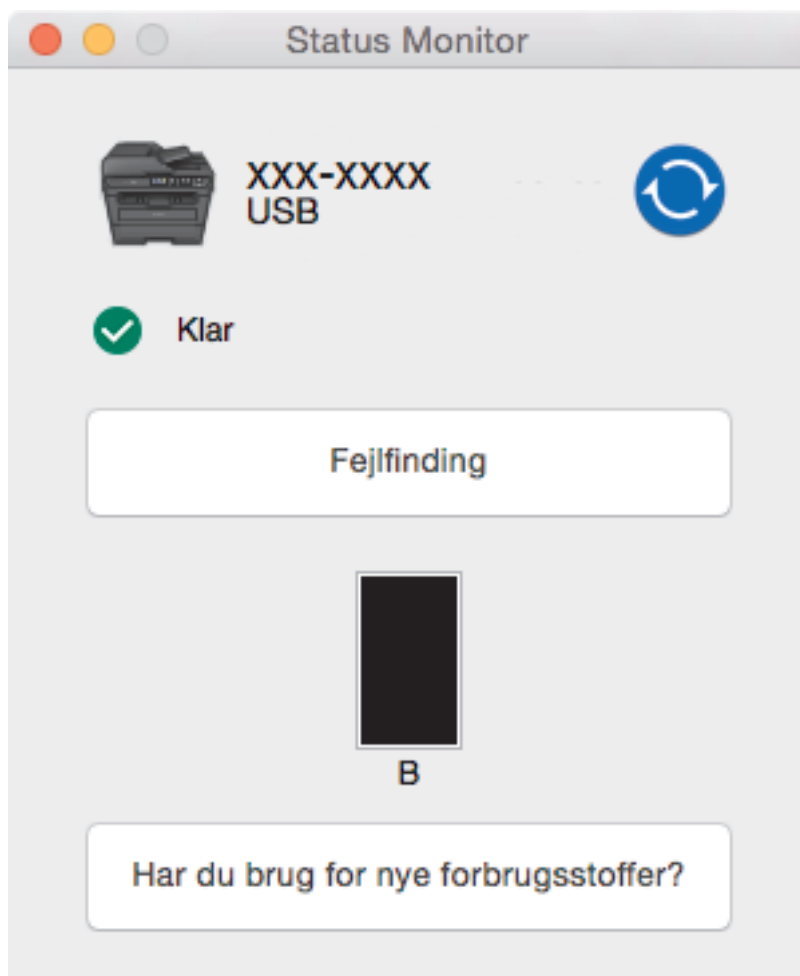 Status Monitor
XXX-XXXX
USB
Klar
Fejlfinding
B
Har du brug for nye forbrugsstoffer?